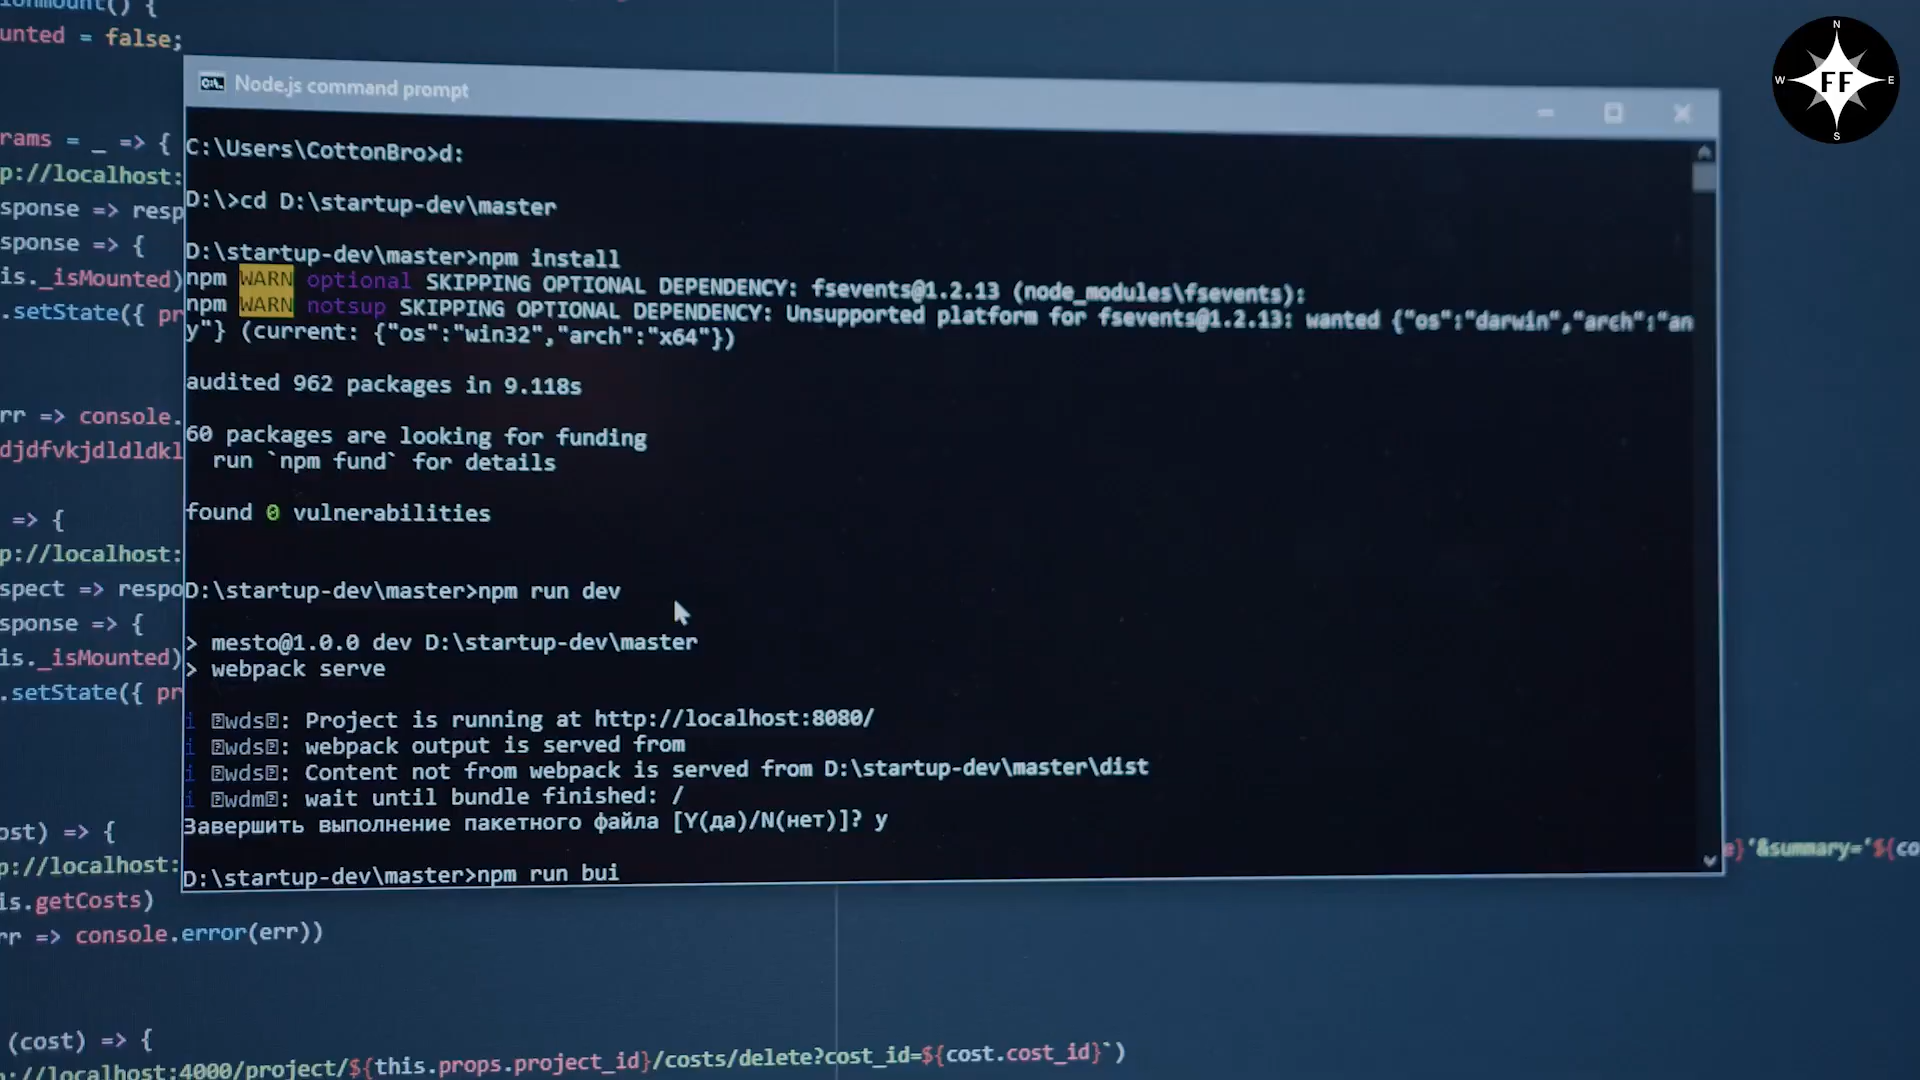 unted = false;
Node.js command prompt
N
W FF E
S
rams = _ => {
p://localhost:
sponse => resp
sponse => {
is._isMounted)
.setState({ pr
rr => console.
djdfvkjdldldkl
=> {
p://localhost:
spect => respo
sponse => {
is._isMounted)
.setState({ pr
ost) => {
p://localhost:
is.getCosts)
rr => console.error(err))
(cost) => {
://localhost:4000/project/${this.props.project_id}/costs/delete?cost_id=${cost.cost_id}`)
C:\Users\CottonBro>d:
D:\>cd D:\startup-dev\master
D:\startup-dev\master>npm install
npm WARN optional SKIPPING OPTIONAL DEPENDENCY: fsevents@1.2.13 (node_modules\fsevents):
npm WARN notsup SKIPPING OPTIONAL DEPENDENCY: Unsupported platform for fsevents@1.2.13: wanted {"os":"darwin","arch":"an
y"} (current: {"os":"win32","arch":"x64"})
audited 962 packages in 9.118s
60 packages are looking for funding
run `npm fund` for details
found 0 vulnerabilities
D:\startup-dev\master>npm run dev
> mesto@1.0.0 dev D:\startup-dev\master
> webpack serve
i ⍰wds⍰: Project is running at http://localhost:8080/
i ⍰wds⍰: webpack output is served from
i ⍰wds⍰: Content not from webpack is served from D:\startup-dev\master\dist
i ⍰wdm⍰: wait until bundle finished: /
Завершить выполнение пакетного файла [Y(да)/N(нет)]? y
D:\startup-dev\master>npm run bui
}'&summary='${co